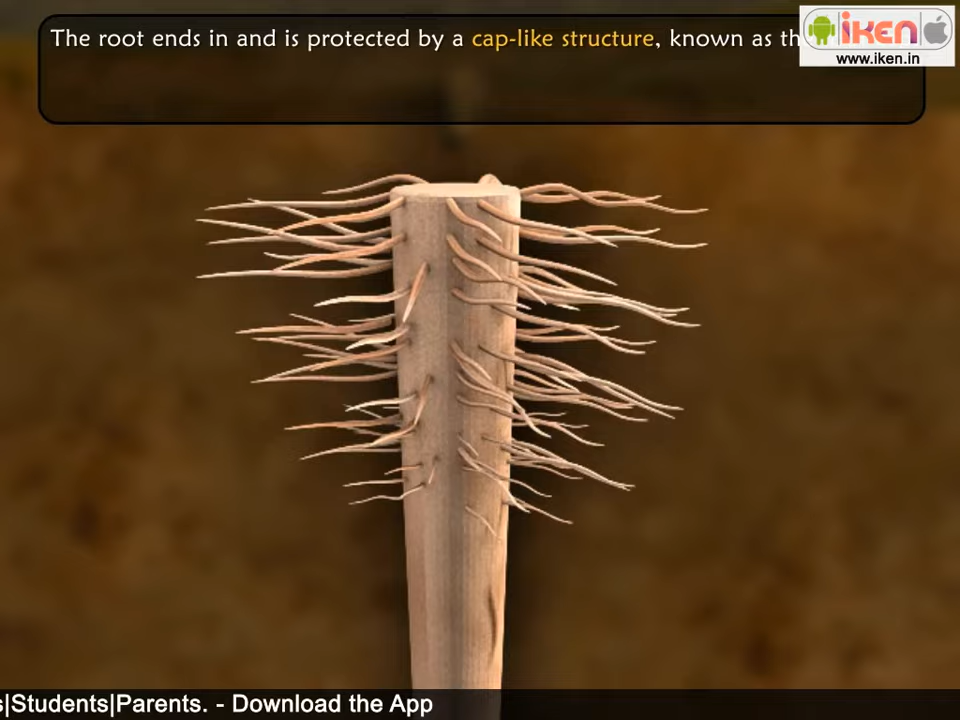 The root ends in and is protected by a cap-like structure, known as th
iKEN
www.iken.in
s|Students|Parents. - Download the App